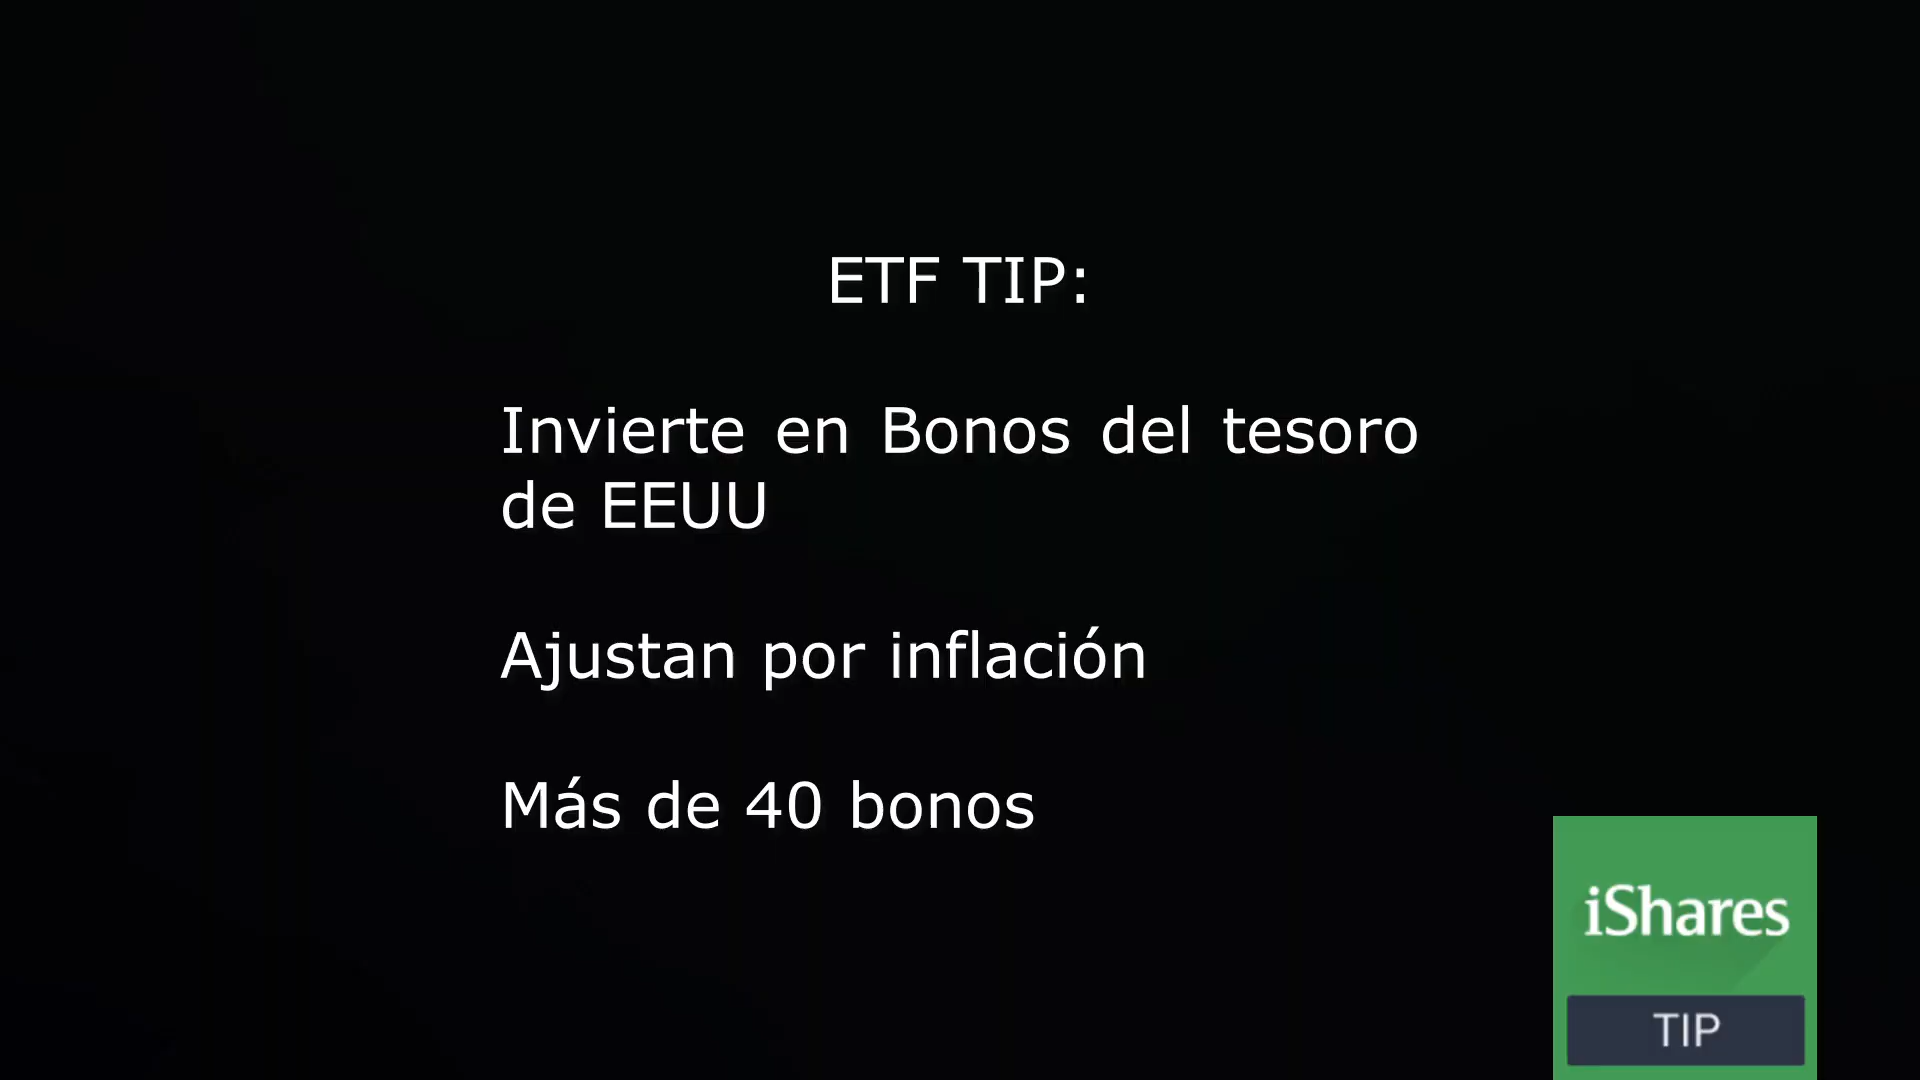 ETF TIP:
Invierte en Bonos del tesoro
de EEUU
Ajustan por inflación
Más de 40 bonos
iShares
TIP